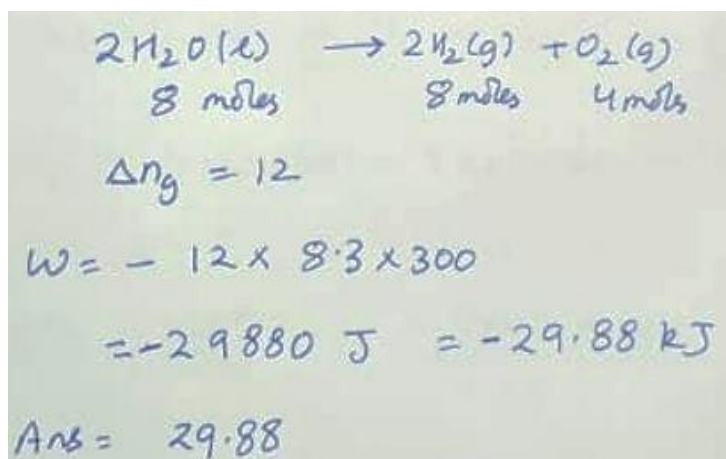 2H₂O(l) → 2H₂(g) + O₂(g)
8 moles 8 moles 4 mols
Δng = 12
W = - 12 x 8.3 x 300
= -29880 J = -29.88 kJ
Ans = 29.88